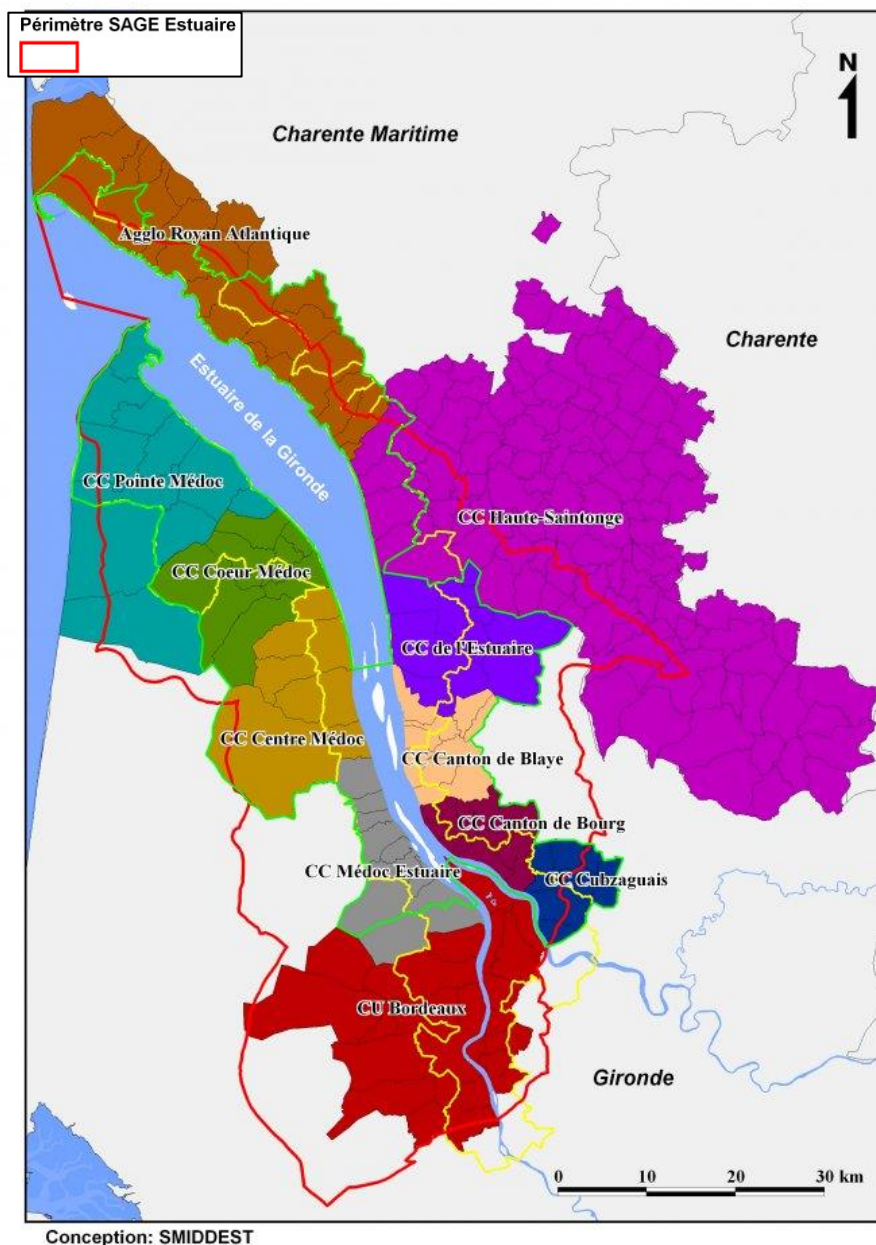 Périmètre SAGE Estuaire
N
Charente Maritime
Agglo Royan Atlantique
Charente
Estuaire de la Gironde
CC Pointe Médoc
CC Haute-Saintonge
CC Coeur Médoc
CC de l'Estuaire
CC Centre Médoc
CC Canton de Blaye
CC Canton de Bourg
CC Médoc Estuaire
CC Cubzaguais
CU Bordeaux
Gironde
0 10 20 30 km
Conception: SMIDDEST